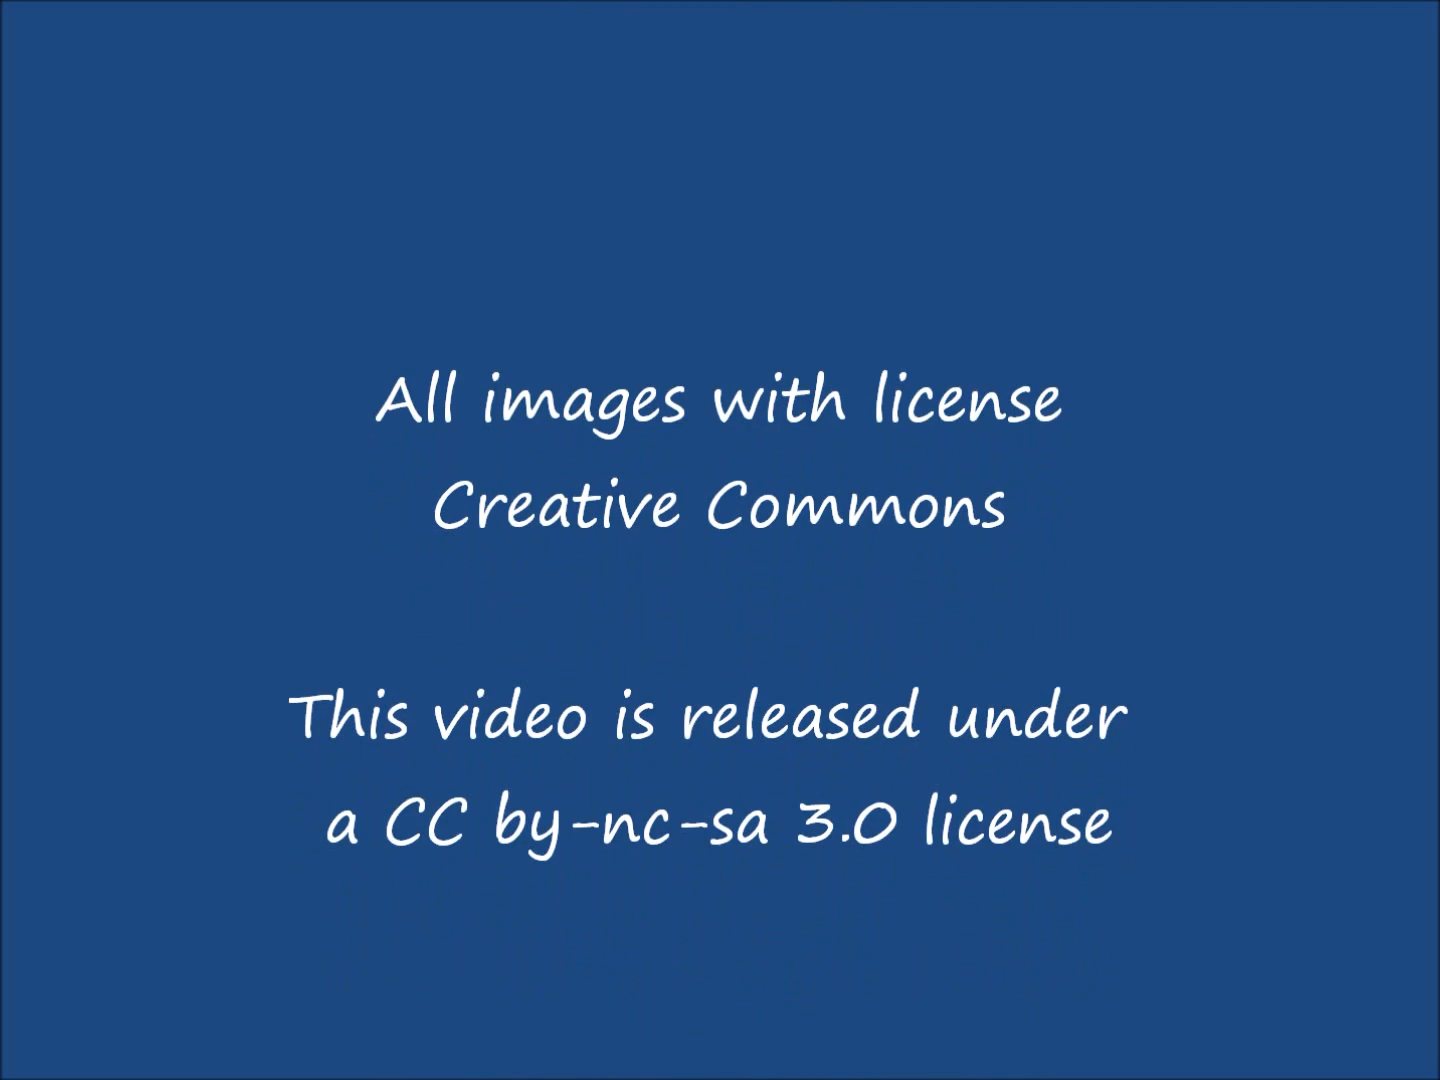 All images with license
Creative Commons
This video is released under
a CC by-nc-sa 3.0 license